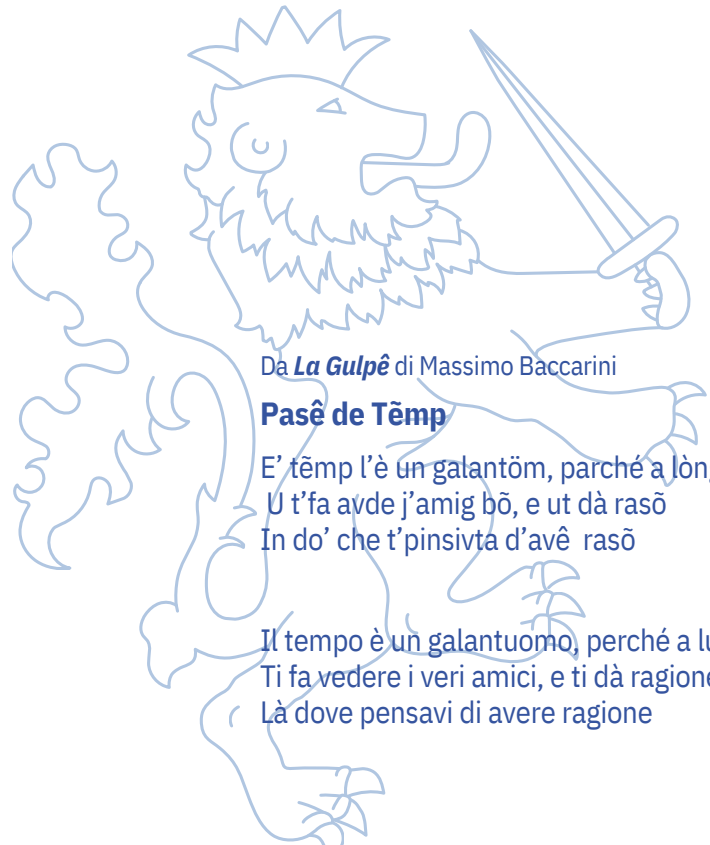 Da La Gulpê di Massimo Baccarini
Pasê de Tẽmp
E’ tẽmp l’è un galantöm, parché a lòn
U t’fa avde j’amig bõ, e ut dà rasõ
In do’ che t’pinsivta d’avê rasõ
Il tempo è un galantuomo, perché a lu
Ti fa vedere i veri amici, e ti dà ragione
Là dove pensavi di avere ragione